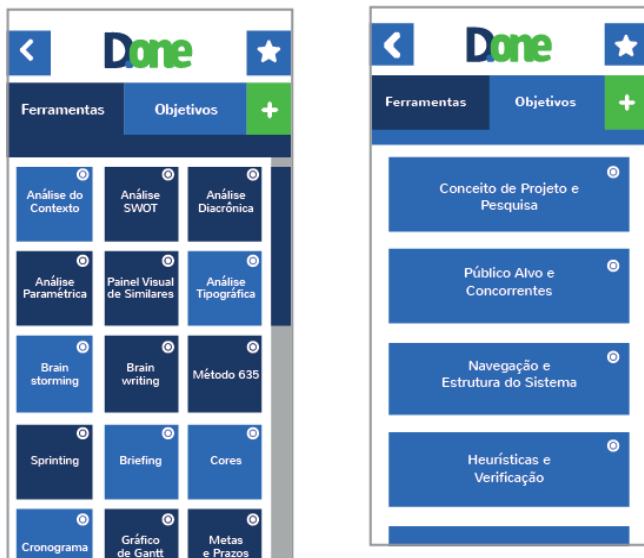 D.one
Ferramentas
Objetivos
+
Análise do
Contexto
Análise
SWOT
Análise
Diacrônica
Análise
Paramétrica
Painel Visual
de Similares
Análise
Tipográfica
Brain
storming
Brain
writing
Método 635
Sprinting
Briefing
Cores
Cronograma
Gráfico
de Gantt
Metas
e Prazos
D.one
Ferramentas
Objetivos
+
Conceito de Projeto e
Pesquisa
Público Alvo e
Concorrentes
Navegação e
Estrutura do Sistema
Heurísticas e
Verificação